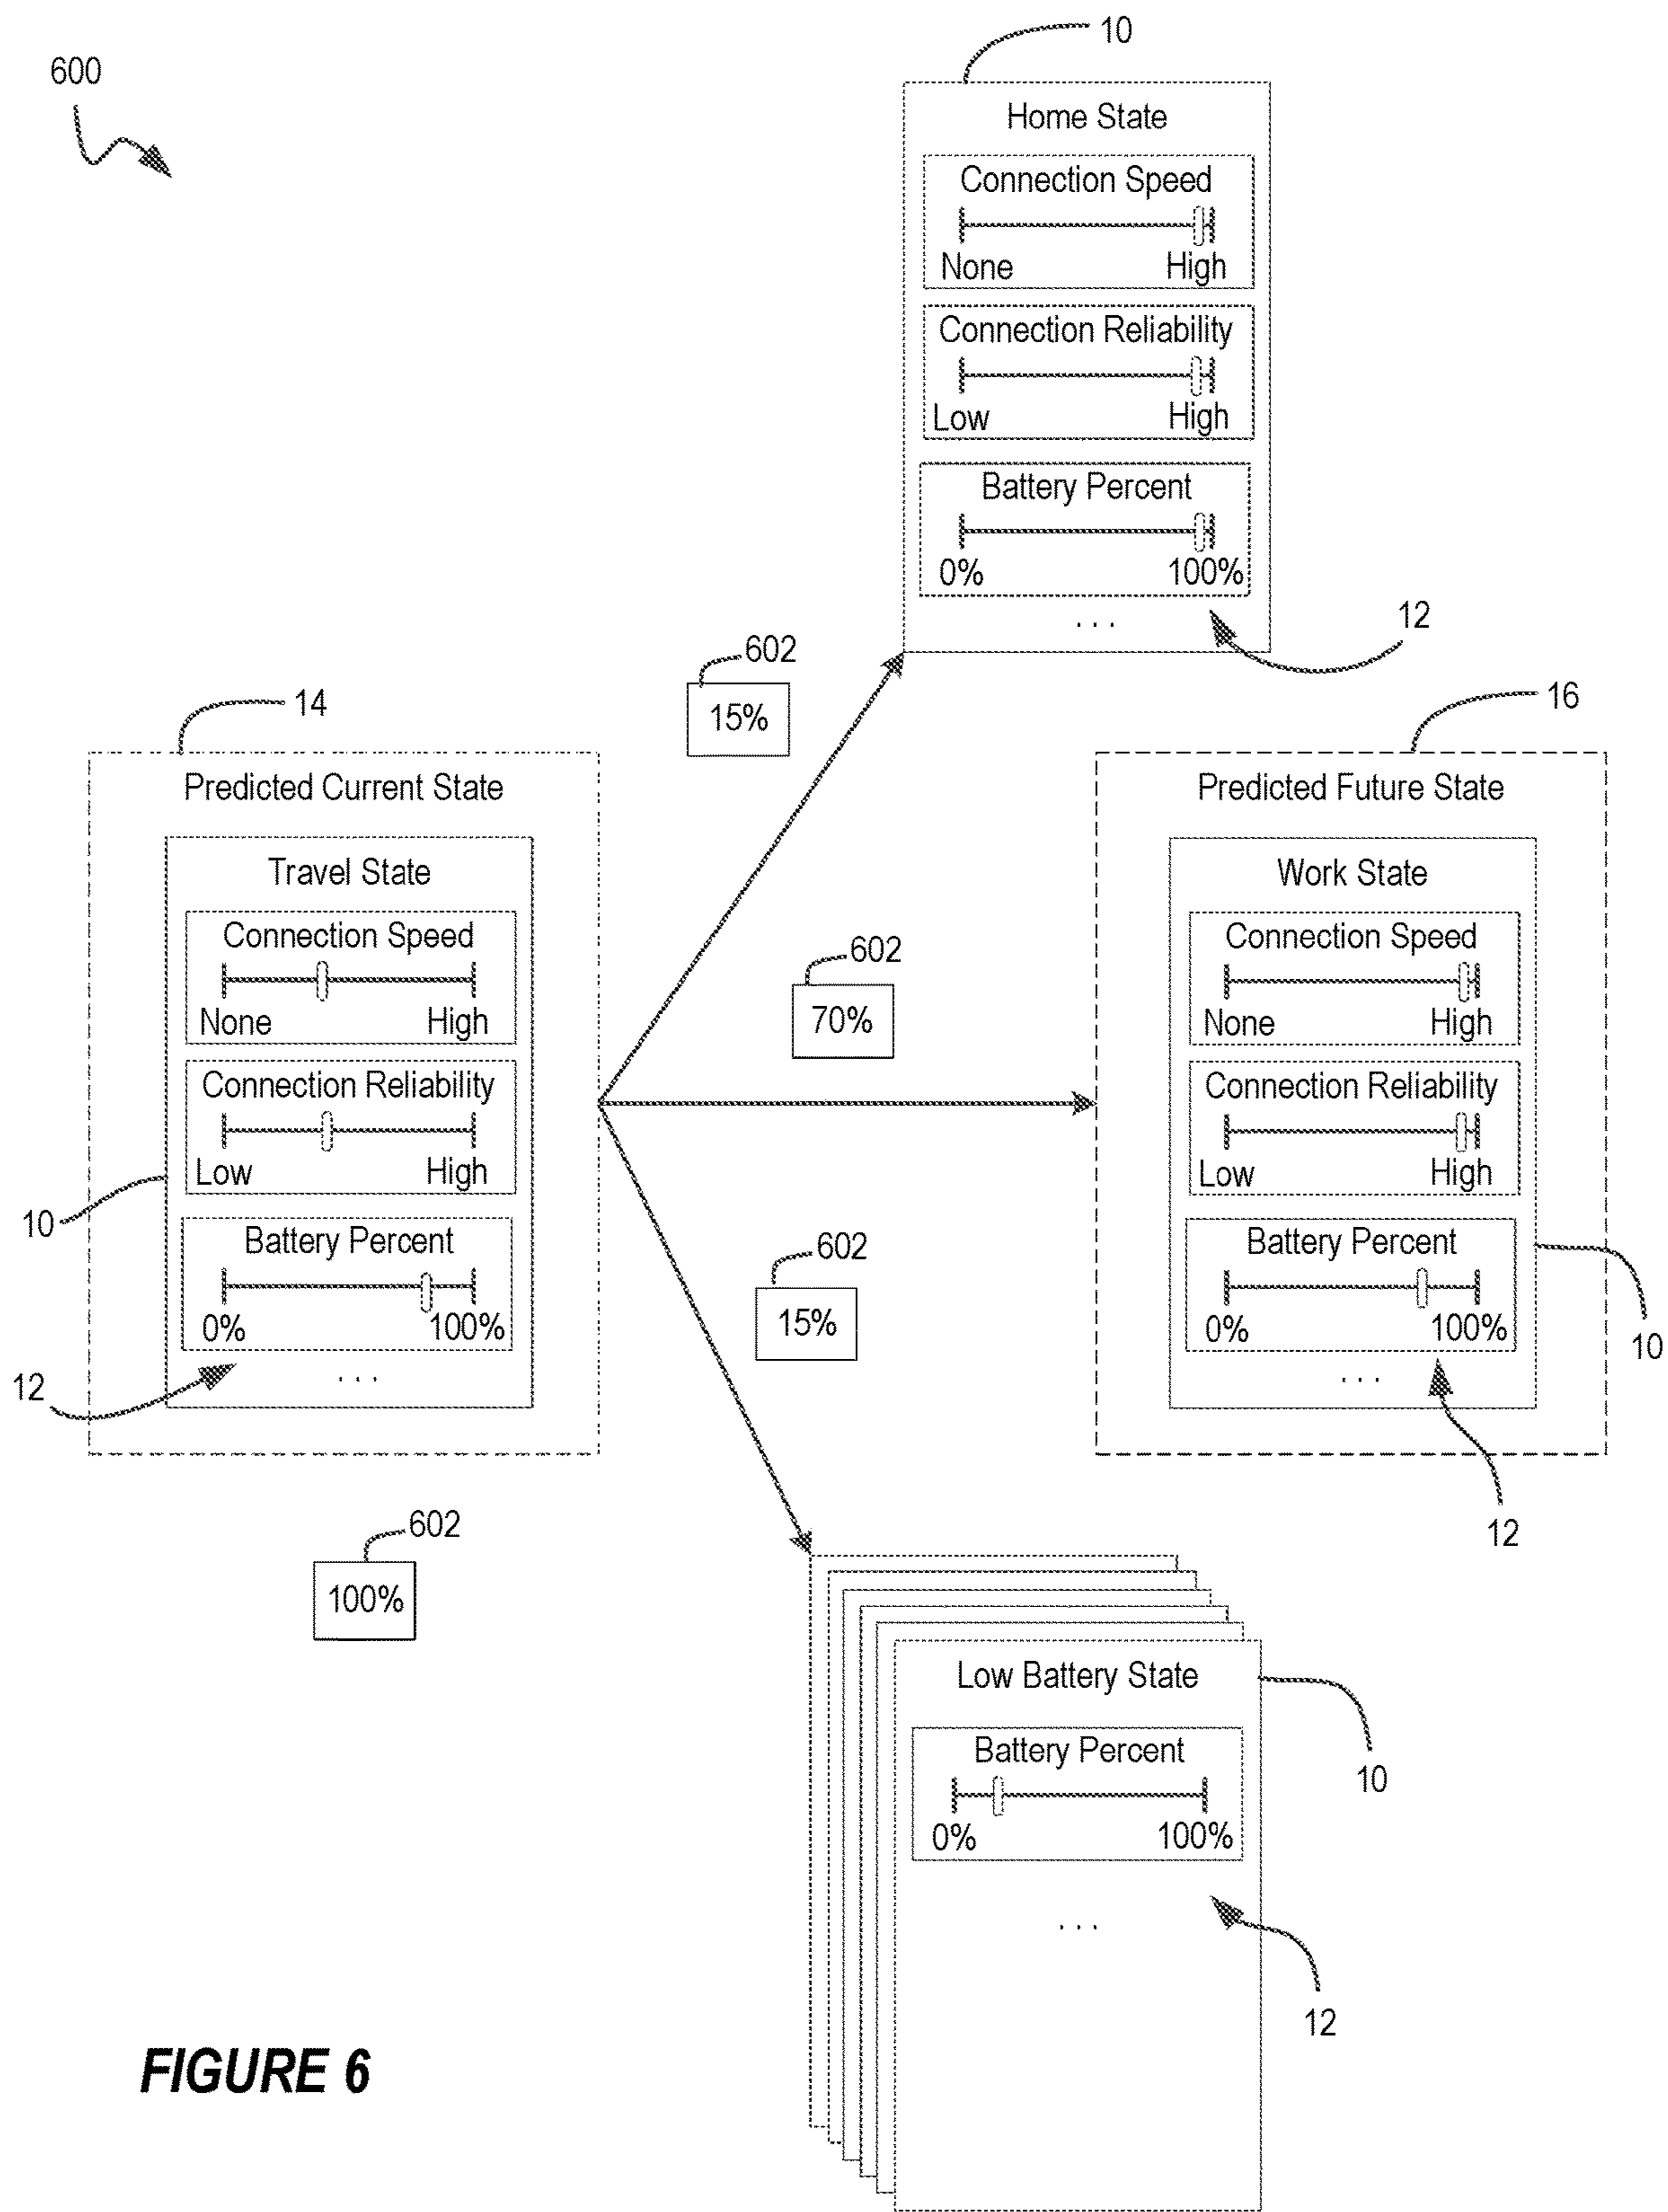 600
10
Home State
Connection Speed
None High
Connection Reliability
Low High
Battery Percent
0% 100%
. . .
12
602
15%
14
Predicted Current State
Travel State
Connection Speed
None High
Connection Reliability
Low High
10
Battery Percent
0% 100%
12
. . .
602
100%
602
70%
602
15%
16
Predicted Future State
Work State
Connection Speed
None High
Connection Reliability
Low High
Battery Percent
0% 100%
10
. . .
12
Low Battery State
Battery Percent
0% 100%
10
. . .
12
FIGURE 6